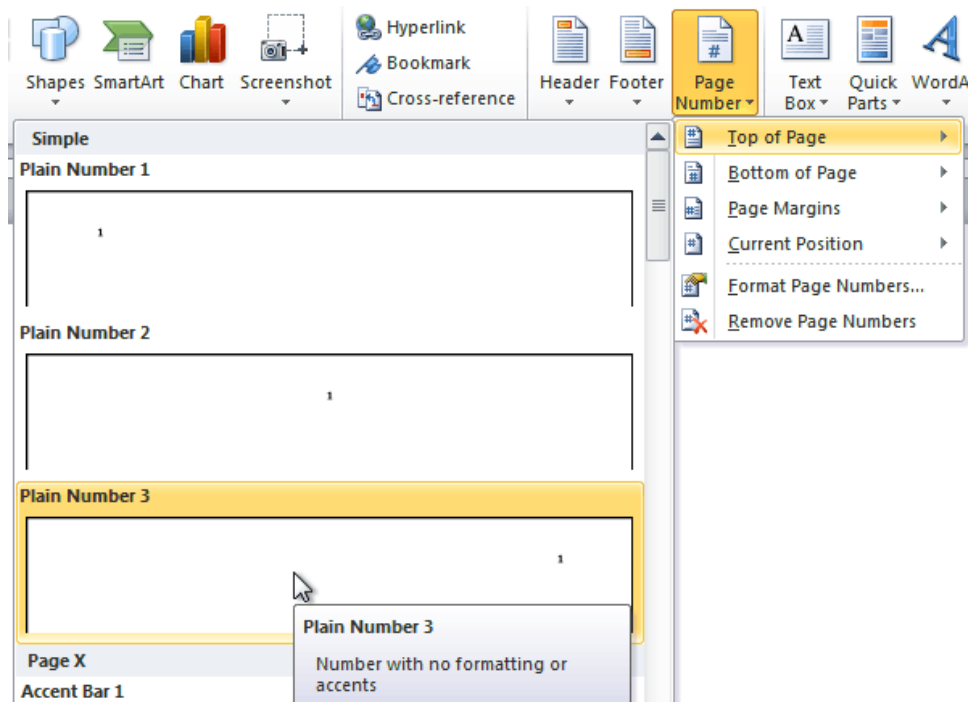 Hyperlink
Bookmark
Cross-reference
Shapes SmartArt Chart Screenshot
Header Footer
Page Number
Text Box
Quick Parts
WordA
#
A
A
Simple
Plain Number 1
1
Plain Number 2
1
Plain Number 3
1
Plain Number 3
Number with no formatting or
accents
Page X
Accent Bar 1
Top of Page
Bottom of Page
Page Margins
Current Position
Format Page Numbers...
Remove Page Numbers